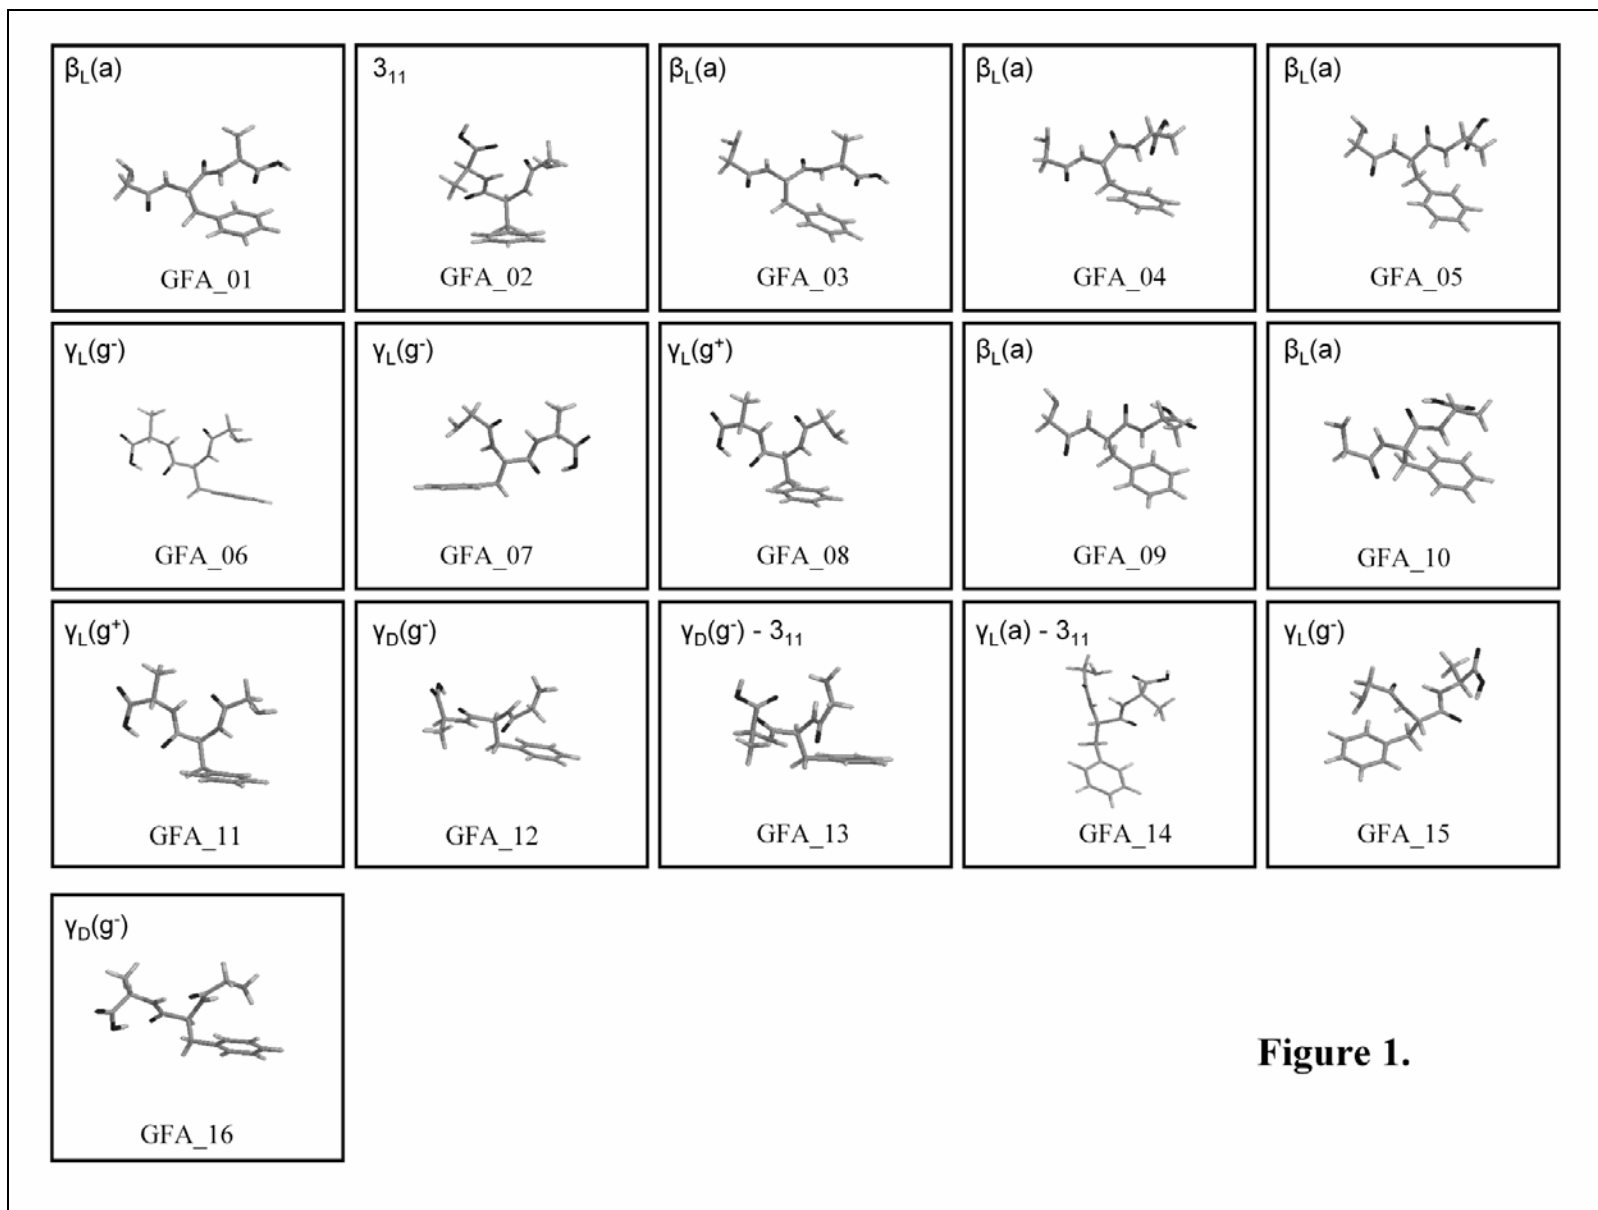 βL(a)
3₁₁
βL(a)
βL(a)
βL(a)
GFA_01
GFA_02
GFA_03
GFA_04
GFA_05
γL(g⁻)
γL(g⁻)
γL(g⁺)
βL(a)
βL(a)
GFA_06
GFA_07
GFA_08
GFA_09
GFA_10
γL(g⁺)
γD(g⁻)
γD(g⁻) - 3₁₁
γL(a) - 3₁₁
γL(g⁻)
GFA_11
GFA_12
GFA_13
GFA_14
GFA_15
γD(g⁻)
GFA_16
Figure 1.